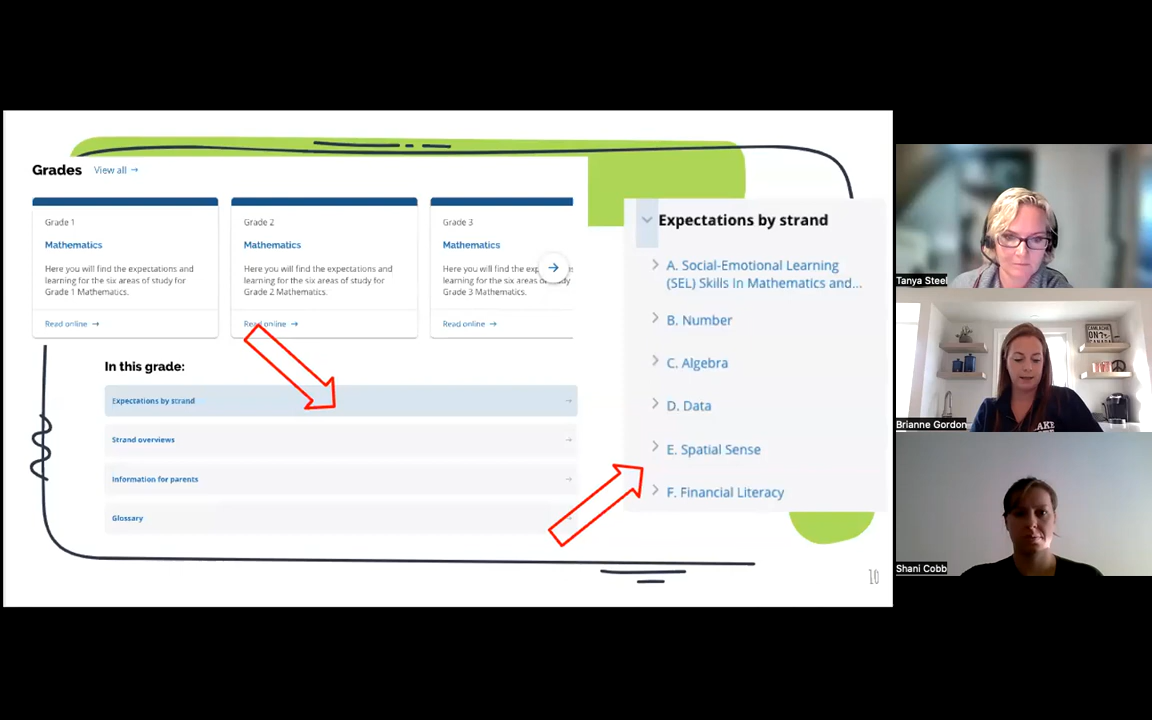 Grades View all →
Grade 1
Mathematics
Here you will find the expectations and
learning for the six areas of study for
Grade 1 Mathematics.
Read online →
Grade 2
Mathematics
Here you will find the expectations and
learning for the six areas of study for
Grade 2 Mathematics.
Read online →
Grade 3
Mathematics
Here you will find the expectations
learning for the six areas of study
Grade 3 Mathematics.
Read online →
In this grade:
Expectations by strand →
Strand overviews →
Information for parents →
Glossary
Expectations by strand
A. Social-Emotional Learning
(SEL) Skills in Mathematics and...
B. Number
C. Algebra
D. Data
E. Spatial Sense
F. Financial Literacy
10
Tanya Steel
Brianne Gordon
Shani Cobb